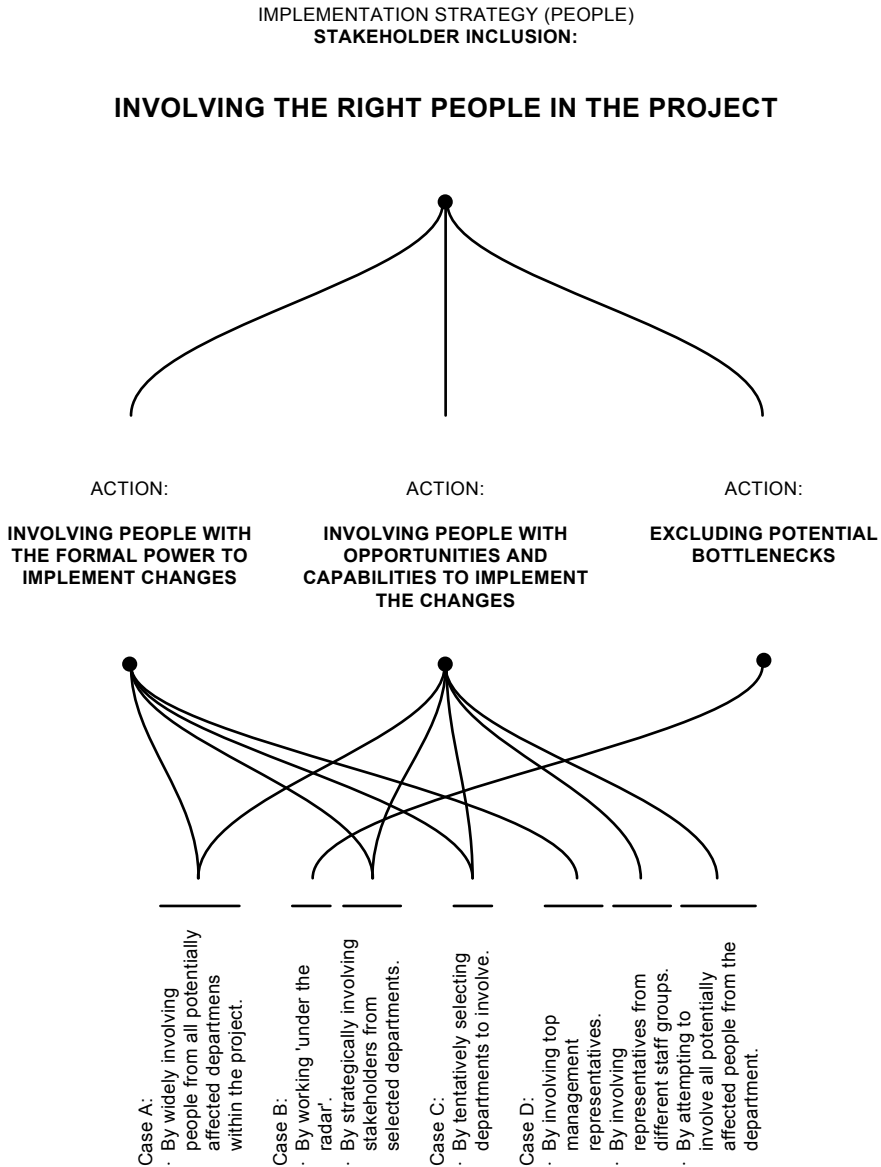 IMPLEMENTATION STRATEGY (PEOPLE)
STAKEHOLDER INCLUSION:
INVOLVING THE RIGHT PEOPLE IN THE PROJECT
ACTION:
INVOLVING PEOPLE WITH
THE FORMAL POWER TO
IMPLEMENT CHANGES
ACTION:
INVOLVING PEOPLE WITH
OPPORTUNITIES AND
CAPABILITIES TO IMPLEMENT
THE CHANGES
ACTION:
EXCLUDING POTENTIAL
BOTTLENECKS
Case A:
· By widely involving
people from all potentially
affected departmens
within the project.
Case B:
· By working 'under the
radar'.
· By strategically involving
stakeholders from
selected departments.
Case C:
· By tentatively selecting
departments to involve.
Case D:
· By involving top
management
representatives.
· By involving
representatives from
different staff groups.
· By attempting to
involve all potentially
affected people from the
department.